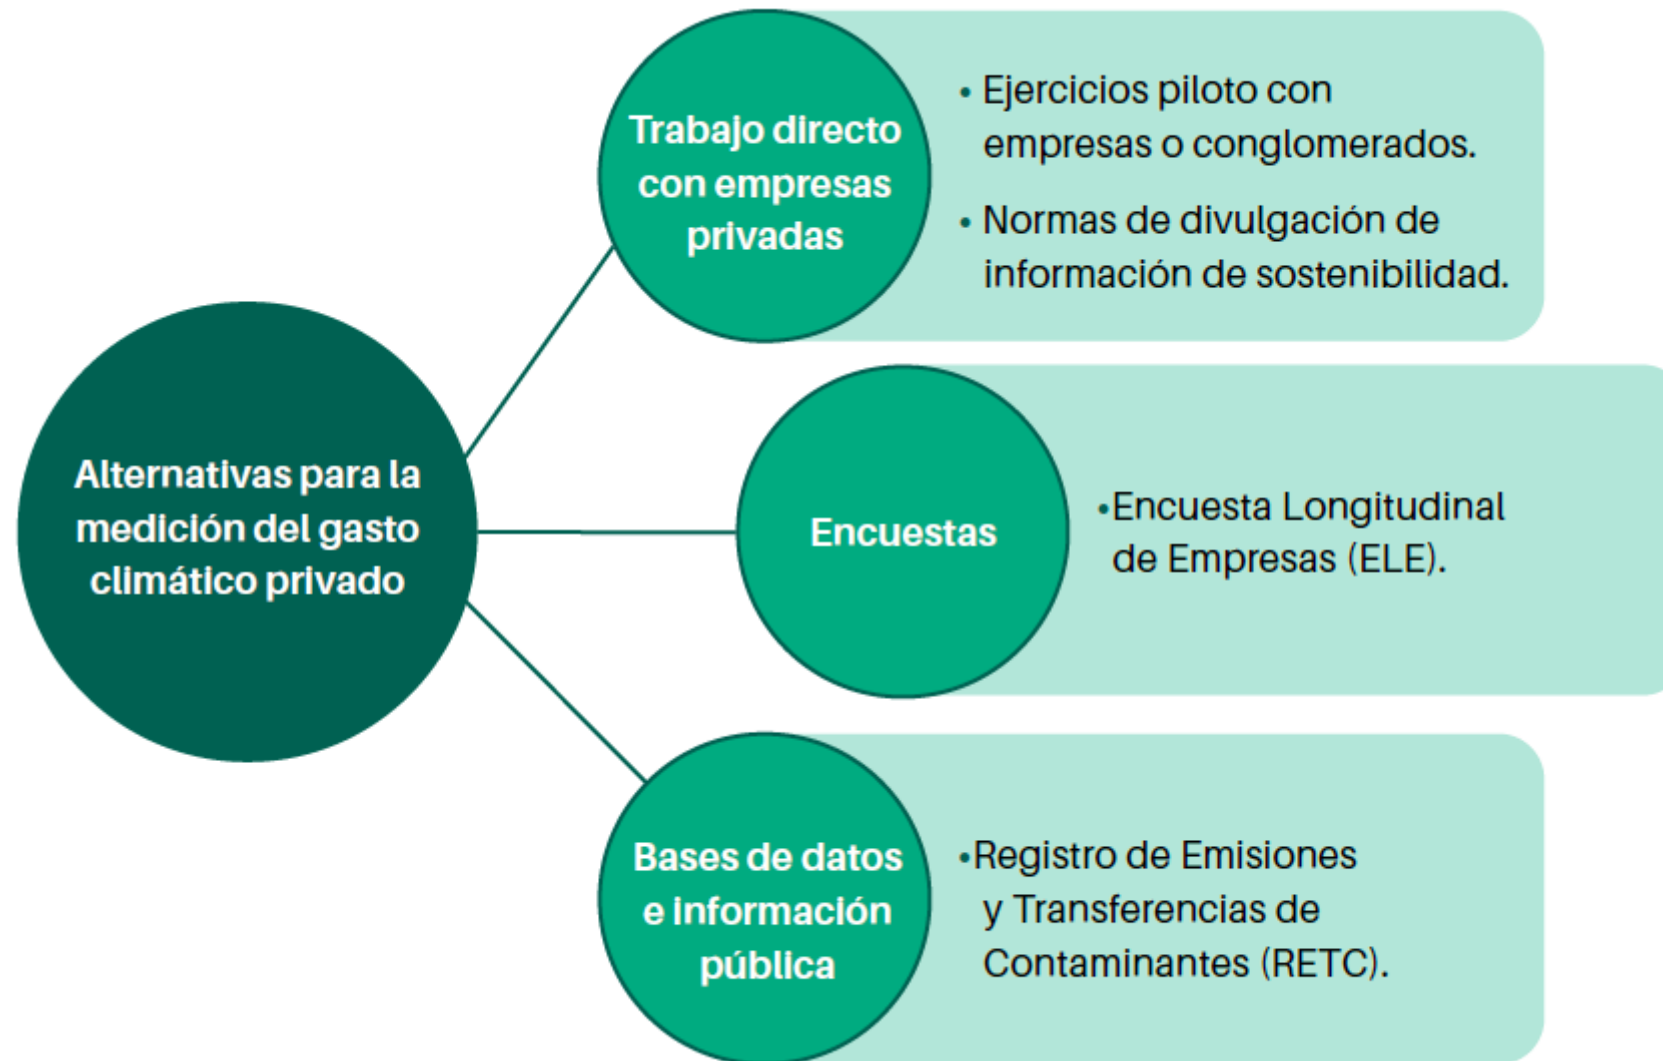 Alternativas para la
medición del gasto
climático privado
Trabajo directo
con empresas
privadas
• Ejercicios piloto con
empresas o conglomerados.
• Normas de divulgación de
información de sostenibilidad.
Encuestas
•Encuesta Longitudinal
de Empresas (ELE).
Bases de datos
e información
pública
•Registro de Emisiones
y Transferencias de
Contaminantes (RETC).